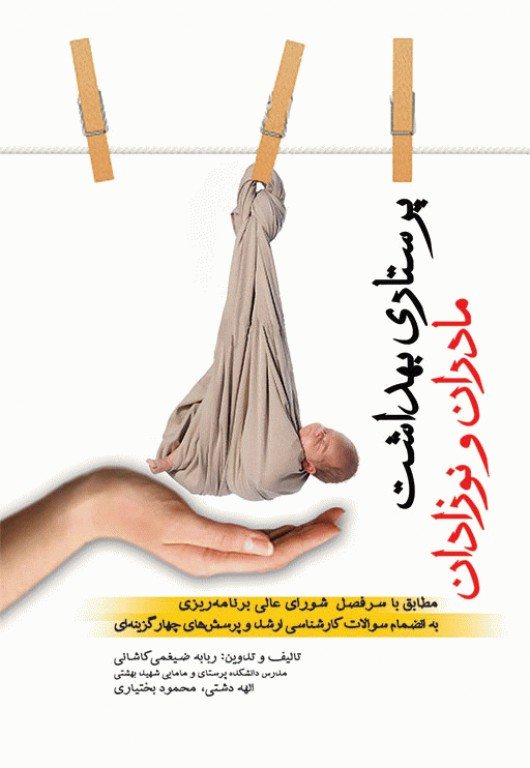 پرستاری بهداشت
مادران و نوزادان
مطابق با سرفصل شورای عالی برنامه‌ریزی
به انضمام سوالات کارشناسی ارشد و پرسش‌های چهارگزینه‌ای
تالیف و تدوین: ربابه ضیغمی کاشانی
مدرس دانشکده پرستای و مامایی شهید بهشتی
الهه دشتی، محمود بختیاری